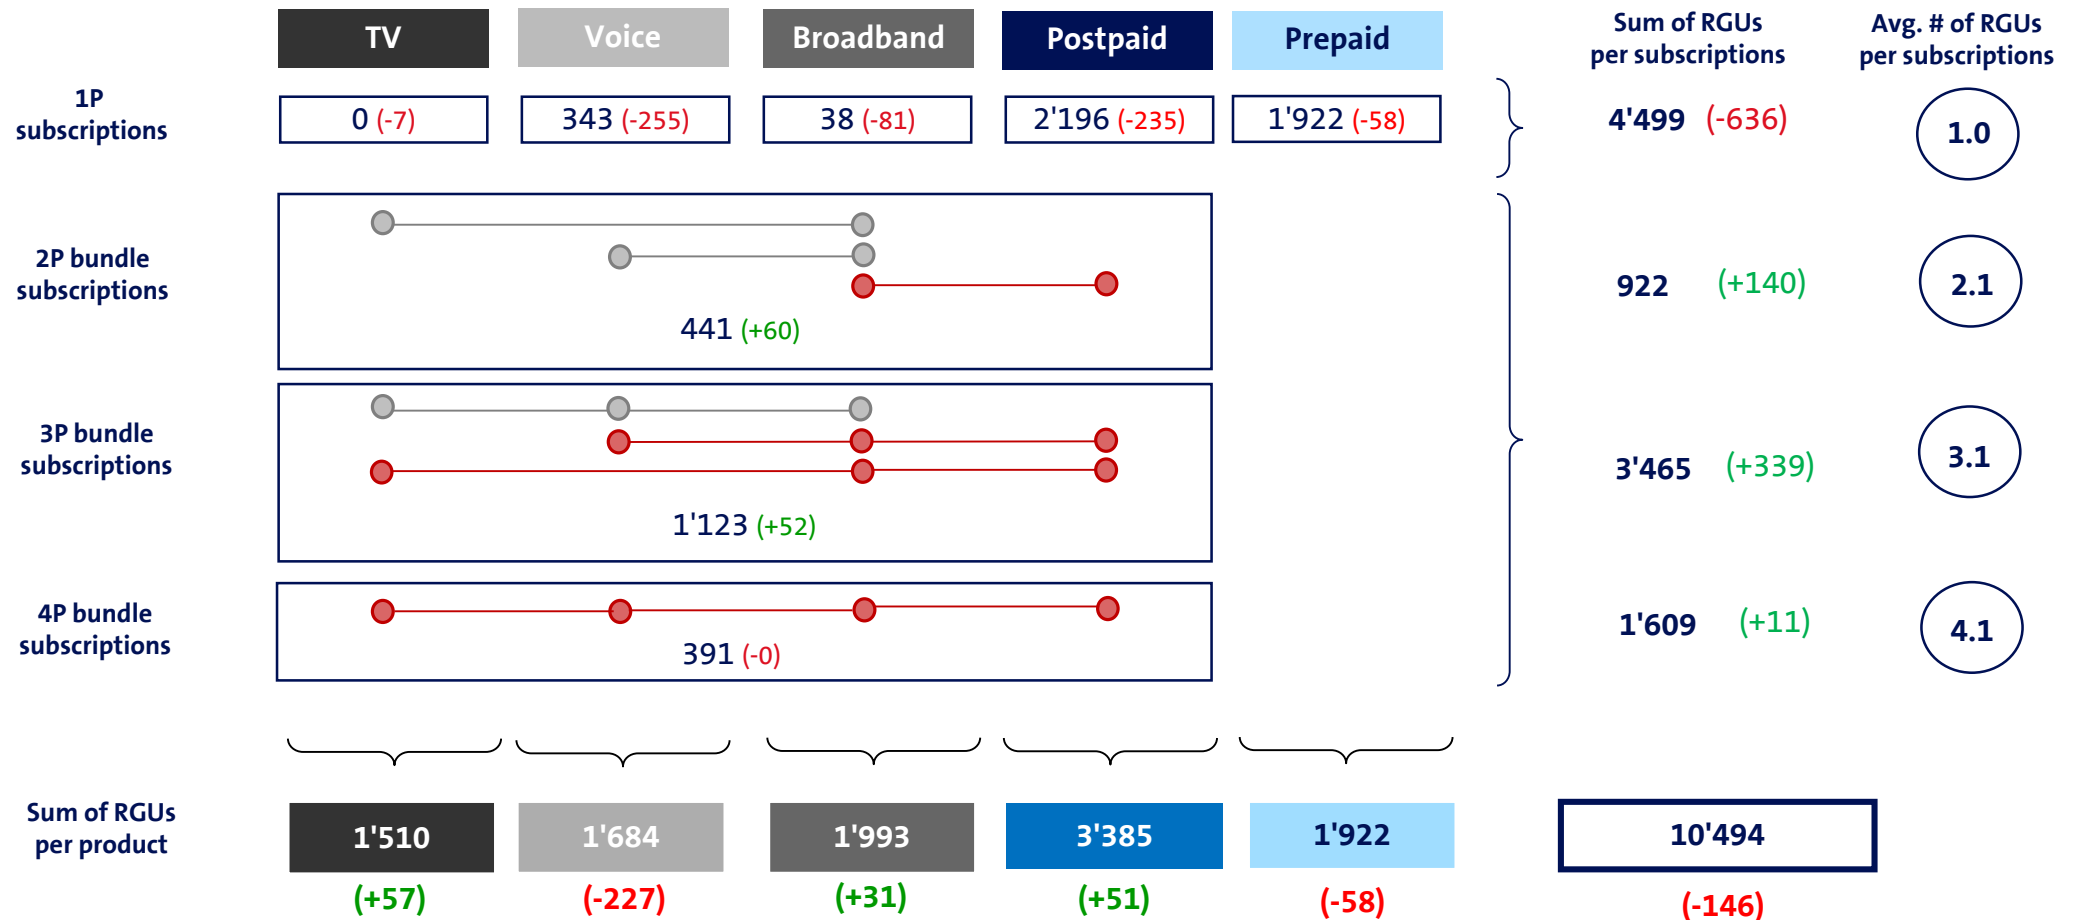 TV
Voice
Broadband
Postpaid
Prepaid
Sum of RGUs
per subscriptions
Avg. # of RGUs
per subscriptions
1P
subscriptions
0 (-7)
343 (-255)
38 (-81)
2'196 (-235)
1'922 (-58)
4'499 (-636)
1.0
2P bundle
subscriptions
441 (+60)
922 (+140)
2.1
3P bundle
subscriptions
1'123 (+52)
3'465 (+339)
3.1
4P bundle
subscriptions
391 (-0)
1'609 (+11)
4.1
Sum of RGUs
per product
1'510
1'684
1'993
3'385
1'922
10'494
(+57)
(-227)
(+31)
(+51)
(-58)
(-146)